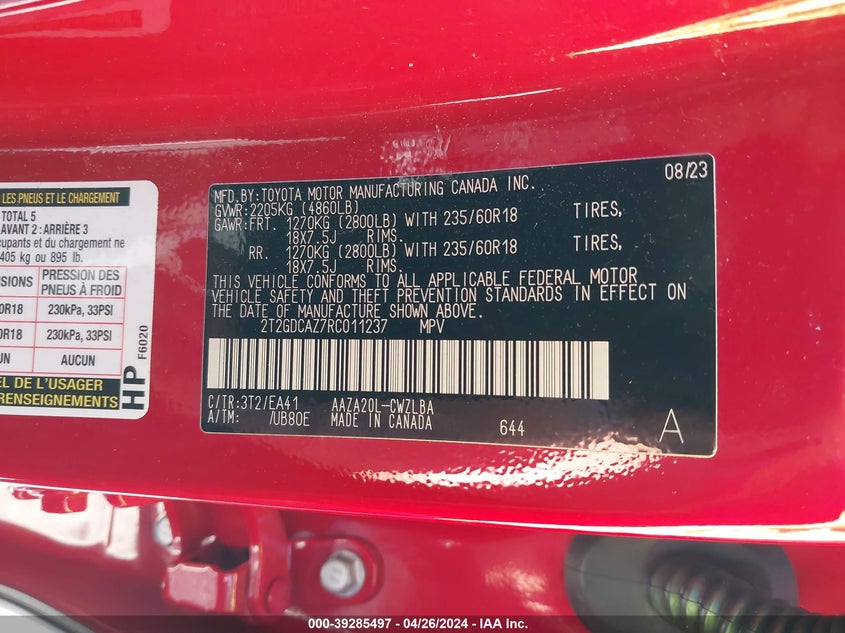 LES PNEUS ET LE CHARGEMENT
TOTAL 5
AVANT 2 : ARRIÈRE 3
cupants et du chargement ne
405 kg ou 895 lb.
PRESSION DES
PNEUS À FROID
230kPa, 33PSI
230kPa, 33PSI
AUCUN
EL DE L'USAGER
RENSEIGNEMENTS
HP
F6020
08/23
MFD.BY:TOYOTA MOTOR MANUFACTURING CANADA INC.
GVWR:2205KG (4860LB)
GAWR:FRT. 1270KG (2800LB) WITH 235/60R18 TIRES,
18X7.5J RIMS.
RR. 1270KG (2800LB) WITH 235/60R18 TIRES,
18X7.5J RIMS.
THIS VEHICLE CONFORMS TO ALL APPLICABLE FEDERAL MOTOR
VEHICLE SAFETY AND THEFT PREVENTION STANDARDS IN EFFECT ON
THE DATE OF MANUFACTURE SHOWN ABOVE.
2T2GDCAZ7RC011237 MPV
C/TR:3T2/EA41 AAZA20L-CWZLBA
A/TM: /UB80E MADE IN CANADA 644
A
000-39285497 - 04/26/2024 - IAA Inc.